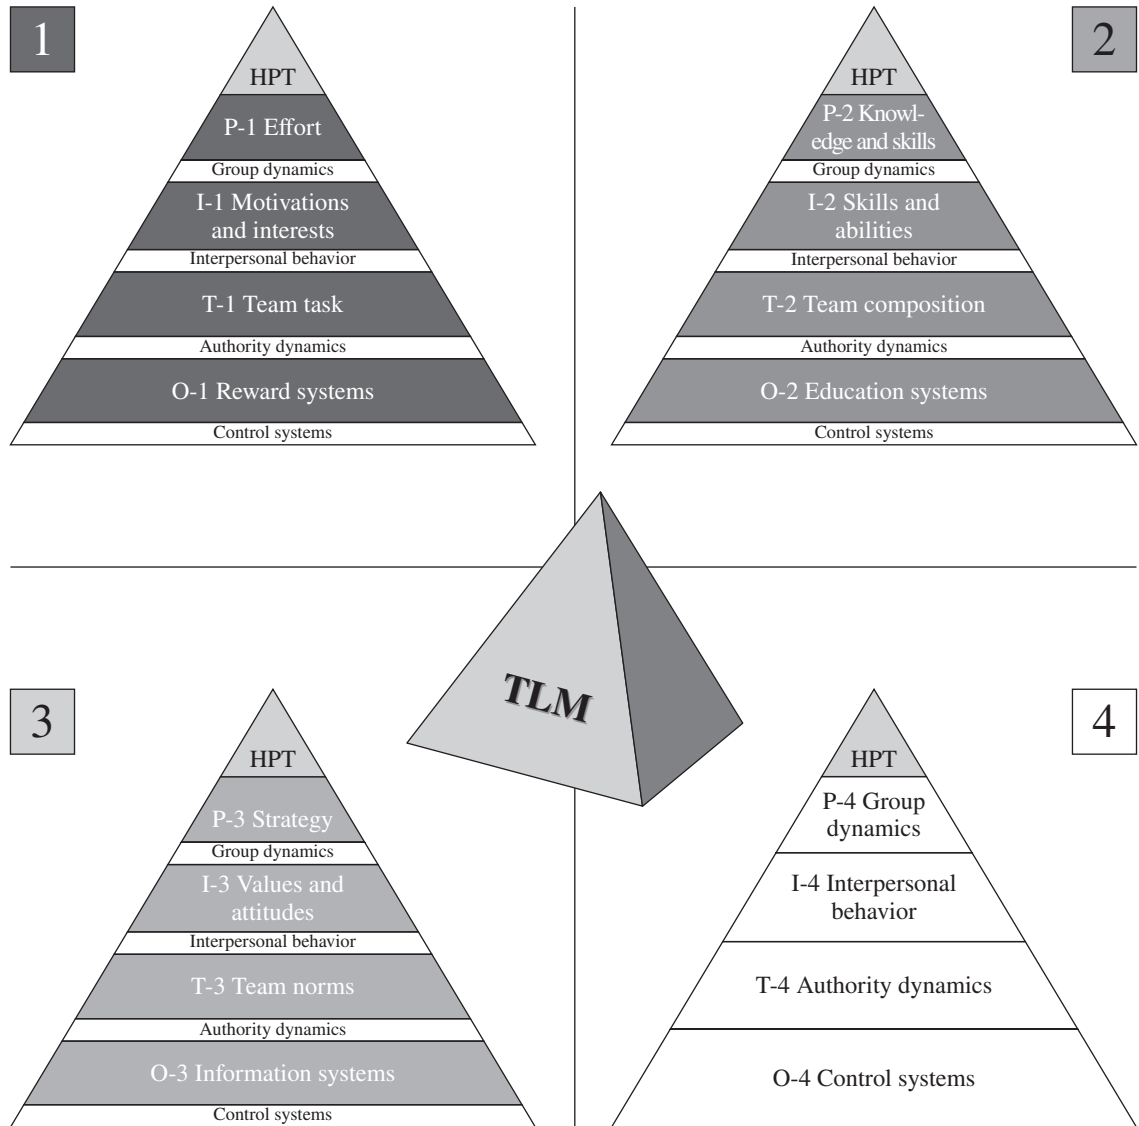 1
HPT
P-1 Effort
Group dynamics
I-1 Motivations
and interests
Interpersonal behavior
T-1 Team task
Authority dynamics
O-1 Reward systems
Control systems
2
HPT
P-2 Knowl-
edge and skills
Group dynamics
I-2 Skills and
abilities
Interpersonal behavior
T-2 Team composition
Authority dynamics
O-2 Education systems
Control systems
TLM
3
HPT
P-3 Strategy
Group dynamics
I-3 Values and
attitudes
Interpersonal behavior
T-3 Team norms
Authority dynamics
O-3 Information systems
Control systems
4
HPT
P-4 Group
dynamics
I-4 Interpersonal
behavior
T-4 Authority dynamics
O-4 Control systems